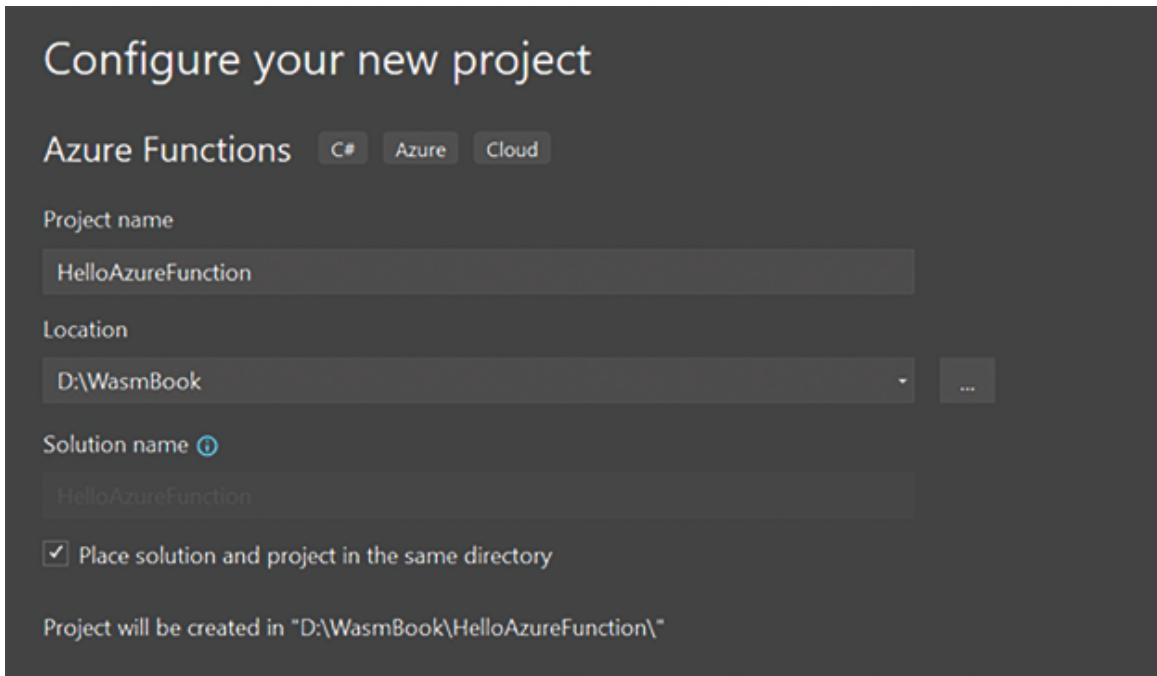 Configure your new project
Azure Functions C# Azure Cloud
Project name
HelloAzureFunction
Location
D:\WasmBook
...
Solution name
HelloAzureFunction
Place solution and project in the same directory
Project will be created in "D:\WasmBook\HelloAzureFunction\"